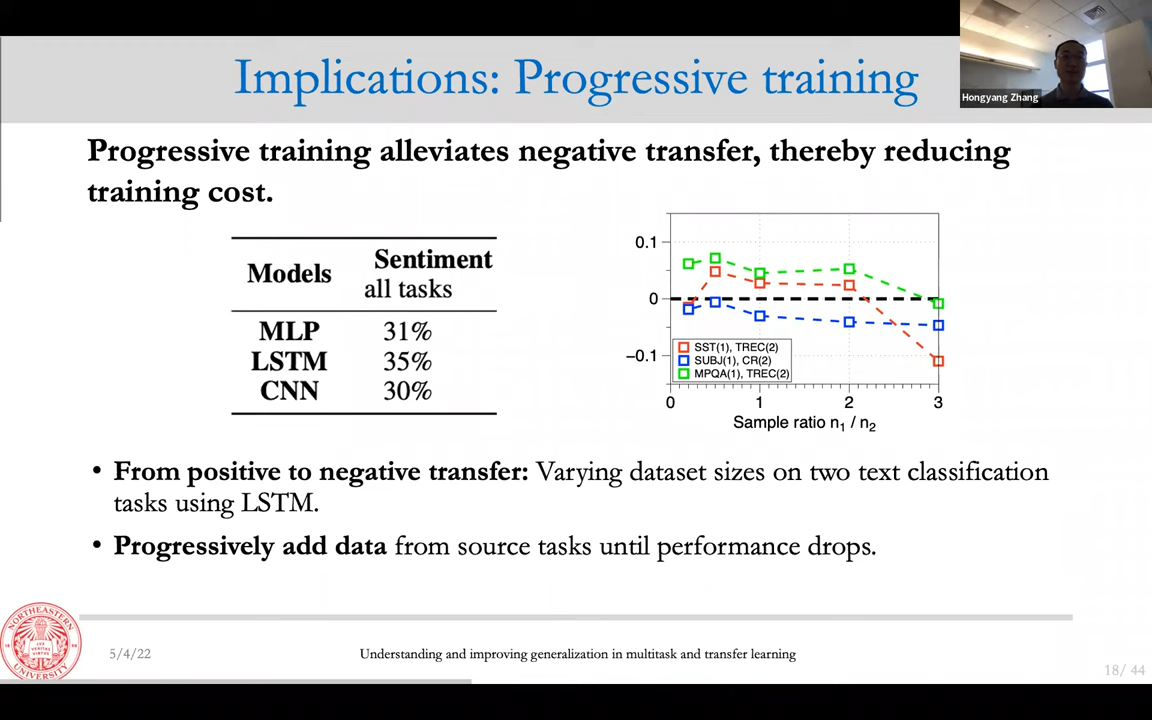 Implications: Progressive training
Hongyang Zhang
Progressive training alleviates negative transfer, thereby reducing
training cost.
Models
Sentiment
all tasks
MLP 31%
LSTM 35%
CNN 30%
0.1
0
−0.1
SST(1), TREC(2)
SUBJ(1), CR(2)
MPQA(1), TREC(2)
0 1 2 3
Sample ratio n₁ / n₂
• From positive to negative transfer: Varying dataset sizes on two text classification
tasks using LSTM.
• Progressively add data from source tasks until performance drops.
NORTHEASTERN
UNIVERSITY
5/4/22
Understanding and improving generalization in multitask and transfer learning
18/ 44